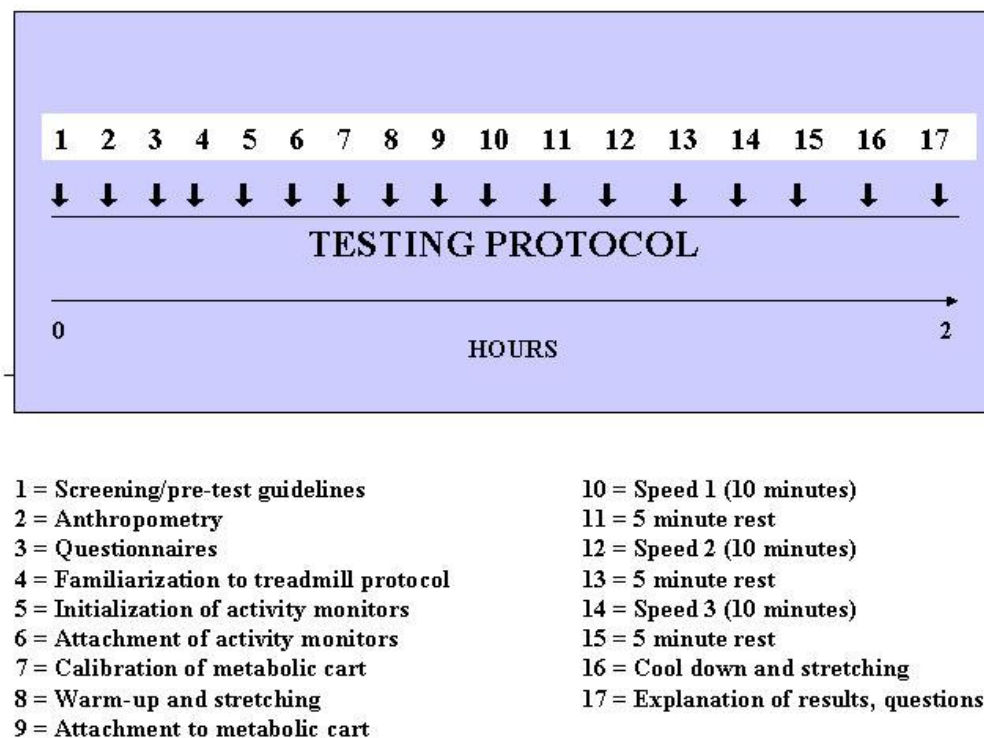 1 2 3 4 5 6 7 8 9 10 11 12 13 14 15 16 17
TESTING PROTOCOL
0 2
HOURS
1 = Screening/pre-test guidelines
2 = Anthropometry
3 = Questionnaires
4 = Familiarization to treadmill protocol
5 = Initialization of activity monitors
6 = Attachment of activity monitors
7 = Calibration of metabolic cart
8 = Warm-up and stretching
9 = Attachment to metabolic cart
10 = Speed 1 (10 minutes)
11 = 5 minute rest
12 = Speed 2 (10 minutes)
13 = 5 minute rest
14 = Speed 3 (10 minutes)
15 = 5 minute rest
16 = Cool down and stretching
17 = Explanation of results, questions